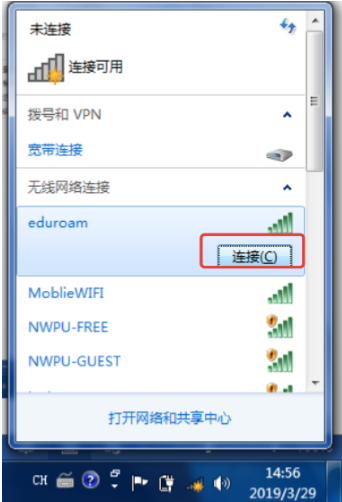 未连接
连接可用
拨号和 VPN
宽带连接
无线网络连接
eduroam
连接(C)
MoblieWIFI
NWPU-FREE
NWPU-GUEST
打开网络和共享中心
CH
14:56
2019/3/29